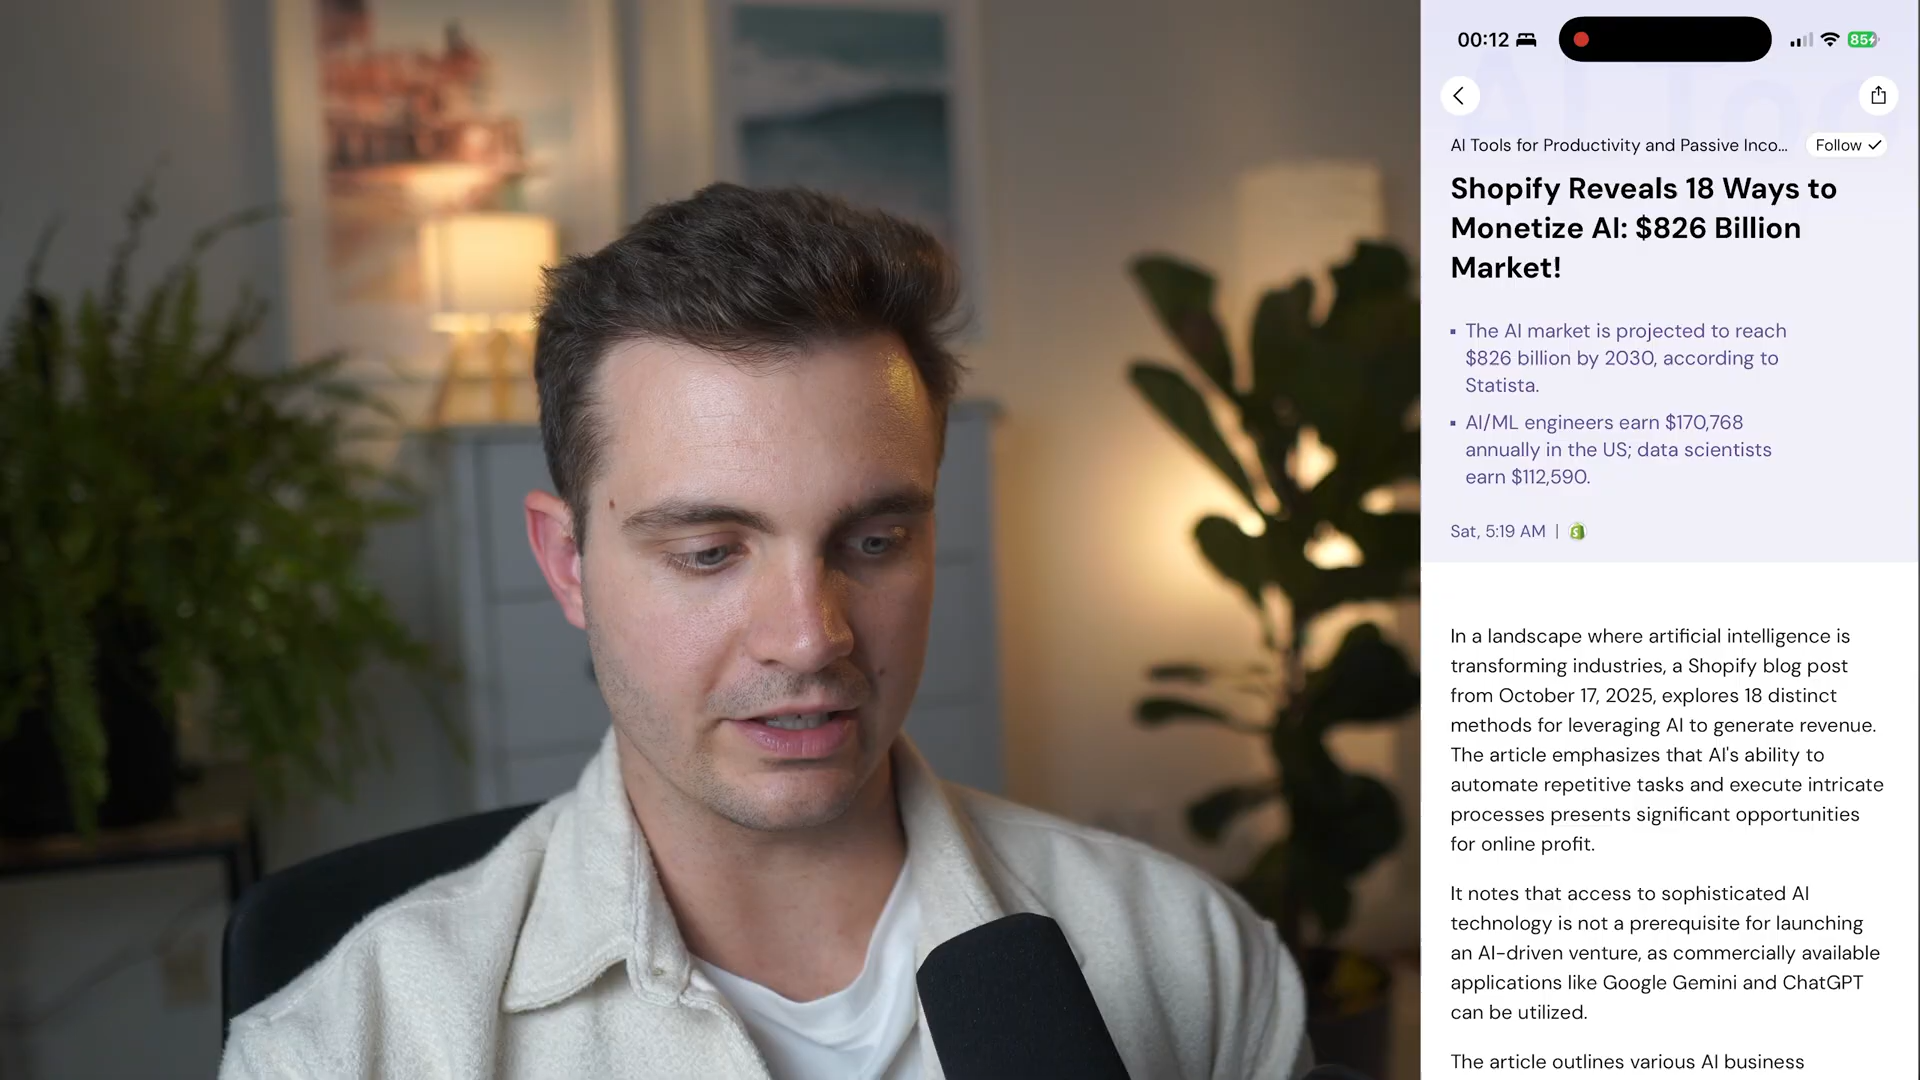 00:12
85
AI Tools for Productivity and Passive Inco...
Follow
Shopify Reveals 18 Ways to
Monetize AI: $826 Billion
Market!
▪ The AI market is projected to reach
$826 billion by 2030, according to
Statista.
▪ AI/ML engineers earn $170,768
annually in the US; data scientists
earn $112,590.
Sat, 5:19 AM |
In a landscape where artificial intelligence is
transforming industries, a Shopify blog post
from October 17, 2025, explores 18 distinct
methods for leveraging AI to generate revenue.
The article emphasizes that AI's ability to
automate repetitive tasks and execute intricate
processes presents significant opportunities
for online profit.
It notes that access to sophisticated AI
technology is not a prerequisite for launching
an AI-driven venture, as commercially available
applications like Google Gemini and ChatGPT
can be utilized.
The article outlines various AI business